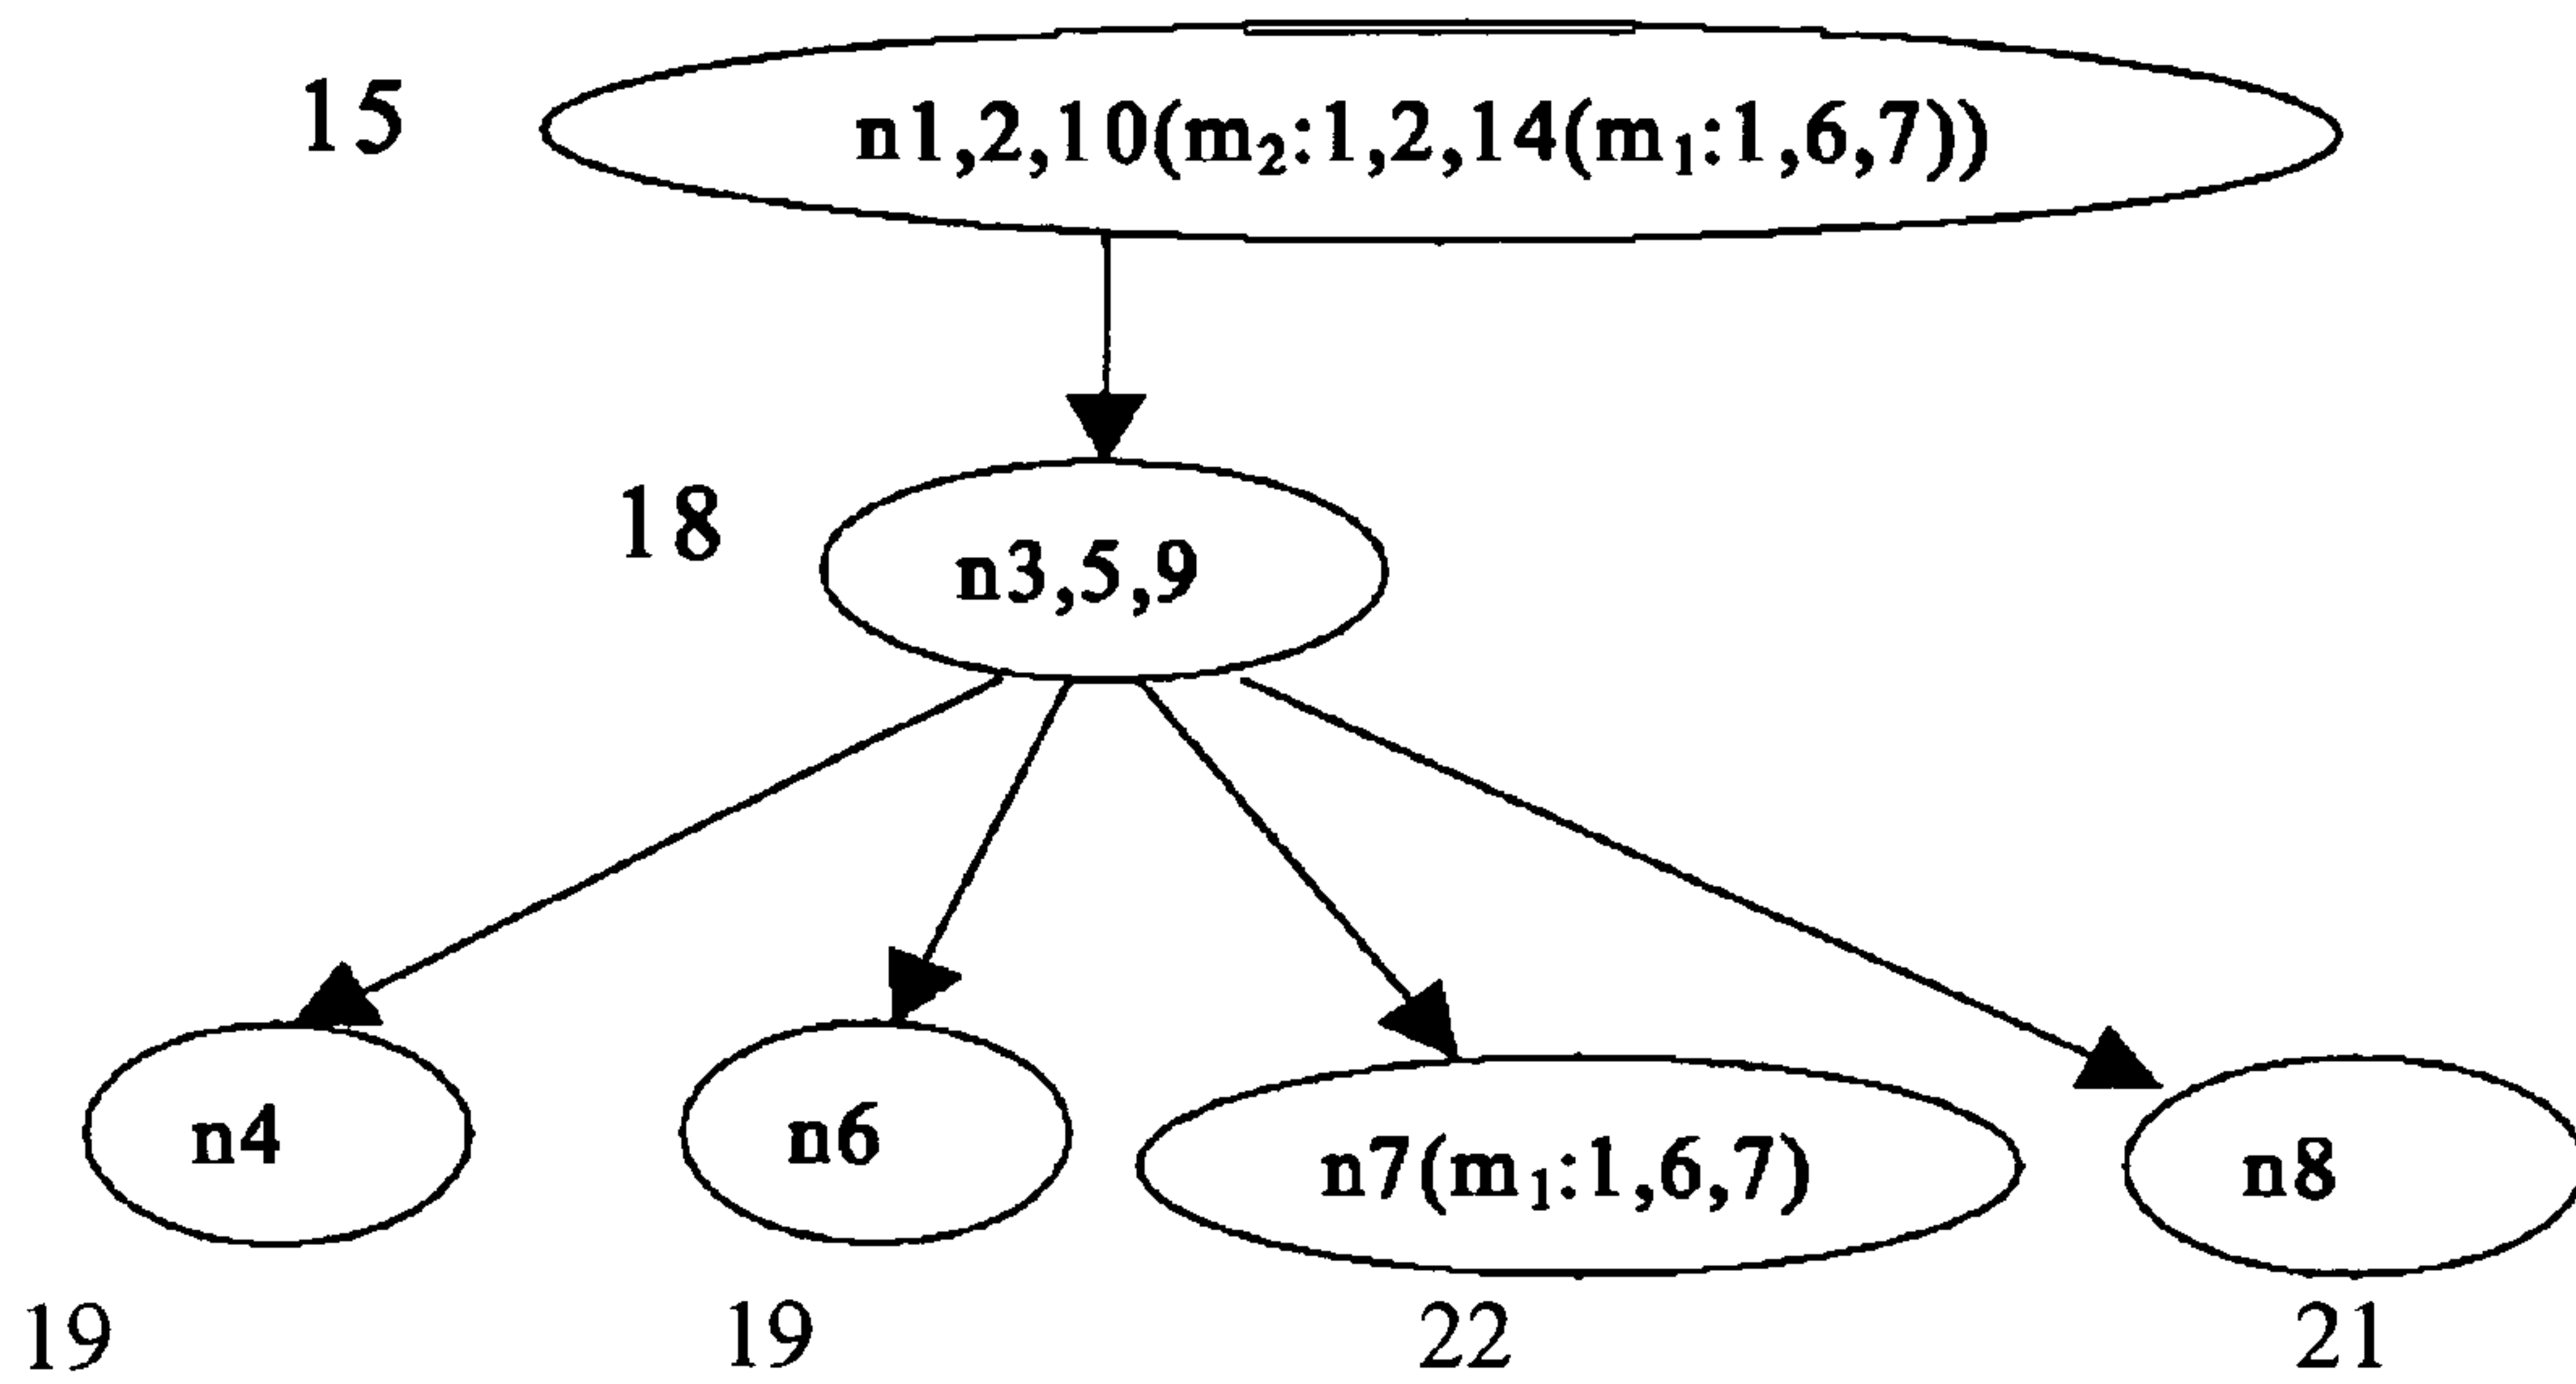 15
n1,2,10(m₂:1,2,14(m₁:1,6,7))
18
n3,5,9
n4
n6
n7(m₁:1,6,7)
n8
19
19
22
21